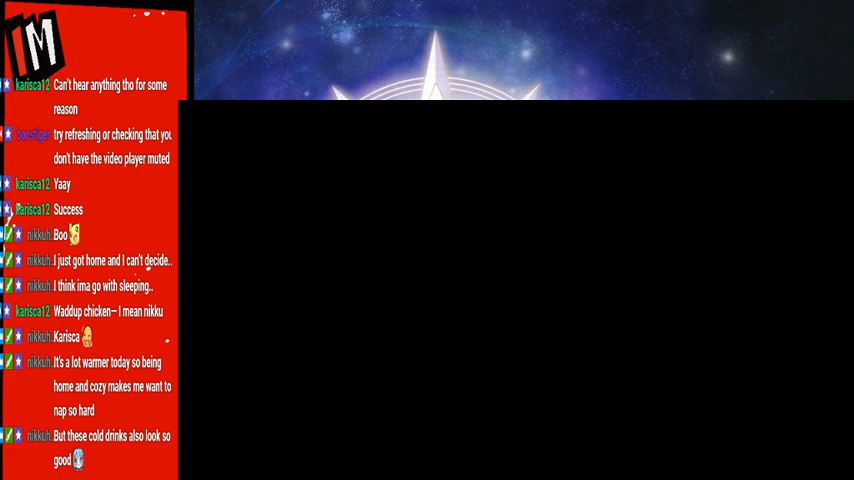 TM
karisca12 Can't hear anything tho for some
reason
boostiger try refreshing or checking that you
don't have the video player muted
karisca12 Yaay
karisca12 Success
nikkuh. Boo
nikkuh. I just got home and I can't decide..
nikkuh. I think ima go with sleeping..
karisca12 Waddup chicken– I mean nikku
nikkuh. Karisca
nikkuh. It's a lot warmer today so being
home and cozy makes me want to
nap so hard
nikkuh. But these cold drinks also look so
good